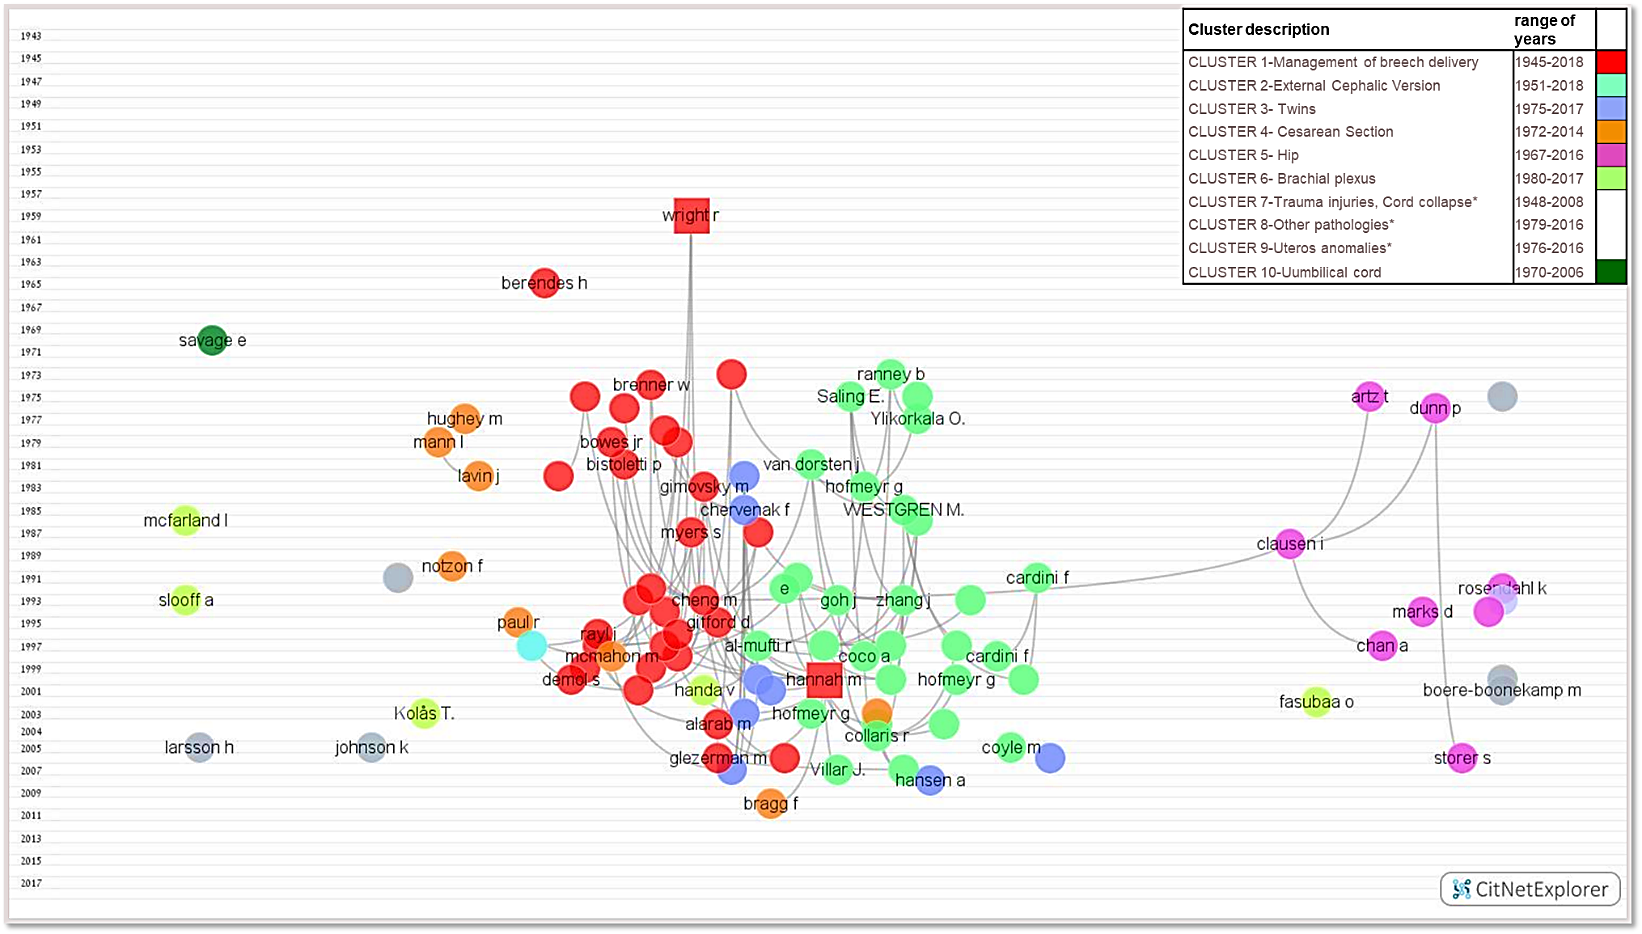 Cluster description range of years
CLUSTER 1-Management of breech delivery 1945-2018
CLUSTER 2-External Cephalic Version 1951-2018
CLUSTER 3- Twins 1975-2017
CLUSTER 4- Cesarean Section 1972-2014
CLUSTER 5- Hip 1967-2016
CLUSTER 6- Brachial plexus 1980-2017
CLUSTER 7-Trauma injuries, Cord collapse* 1948-2008
CLUSTER 8-Other pathologies* 1979-2016
CLUSTER 9-Uteros anomalies* 1976-2016
CLUSTER 10-Uumbilical cord 1970-2006
1943
1945
1947
1949
1951
1953
1955
1957
1959
1961
1963
1965
1967
1969
1971
1973
1975
1977
1979
1981
1983
1985
1987
1989
1991
1993
1995
1997
1999
2001
2003
2004
2005
2007
2009
2011
2013
2015
2017
wright r
berendes h
savage e
ranney b
brenner w
Saling E.
artz t
dunn p
hughey m
Ylikorkala O.
mann l
bowes jr
bistoletti p
van dorsten j
lavin j
gimovsky m
hofmeyr g
chervenak f
WESTGREN M.
mcfarland l
myers s
clausen i
notzon f
cardini f
e
rosendahl k
slooff a
cheng m
goh j
zhang j
marks d
paul r
gifford d
rayl j
al-mufti r
chan a
mcmahon m
coco a
cardini f
demol s
hannah m
hofmeyr g
handa v
boere-boonekamp m
fasubaa o
Kolås T.
hofmeyr g
alarab m
collaris r
larsson h
johnson k
coyle m
glezerman m
storer s
Villar J.
hansen a
bragg f
CitNetExplorer